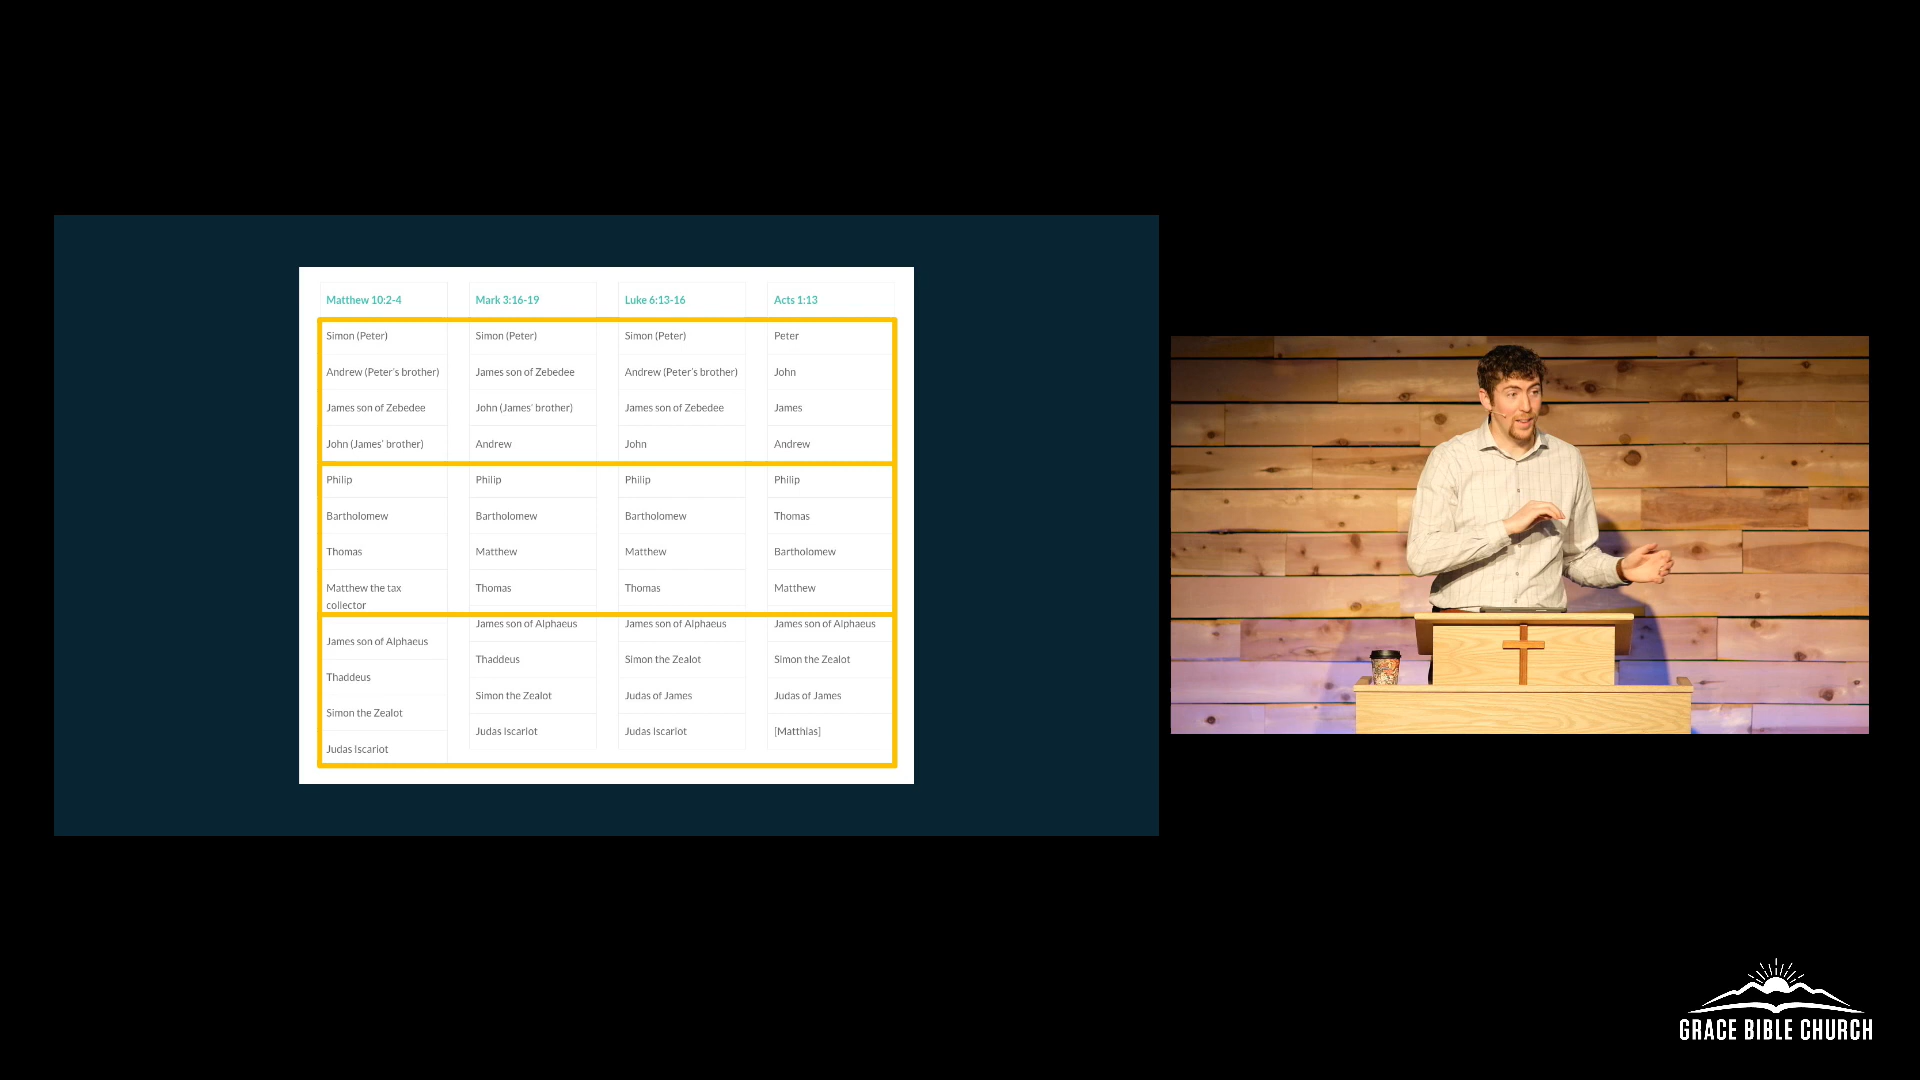 Matthew 10:2-4 Mark 3:16-19 Luke 6:13-16 Acts 1:13
Simon (Peter) Simon (Peter) Simon (Peter) Peter
Andrew (Peter's brother) James son of Zebedee Andrew (Peter's brother) John
James son of Zebedee John (James' brother) James son of Zebedee James
John (James' brother) Andrew John Andrew
Philip Philip Philip Philip
Bartholomew Bartholomew Bartholomew Thomas
Thomas Matthew Matthew Bartholomew
Matthew the tax Thomas Thomas Matthew
collector
James son of Alphaeus James son of Alphaeus James son of Alphaeus
James son of Alphaeus
Thaddeus Simon the Zealot Simon the Zealot
Thaddeus
Simon the Zealot Judas of James Judas of James
Simon the Zealot
Judas Iscariot Judas Iscariot [Matthias]
Judas Iscariot
GRACE BIBLE CHURCH